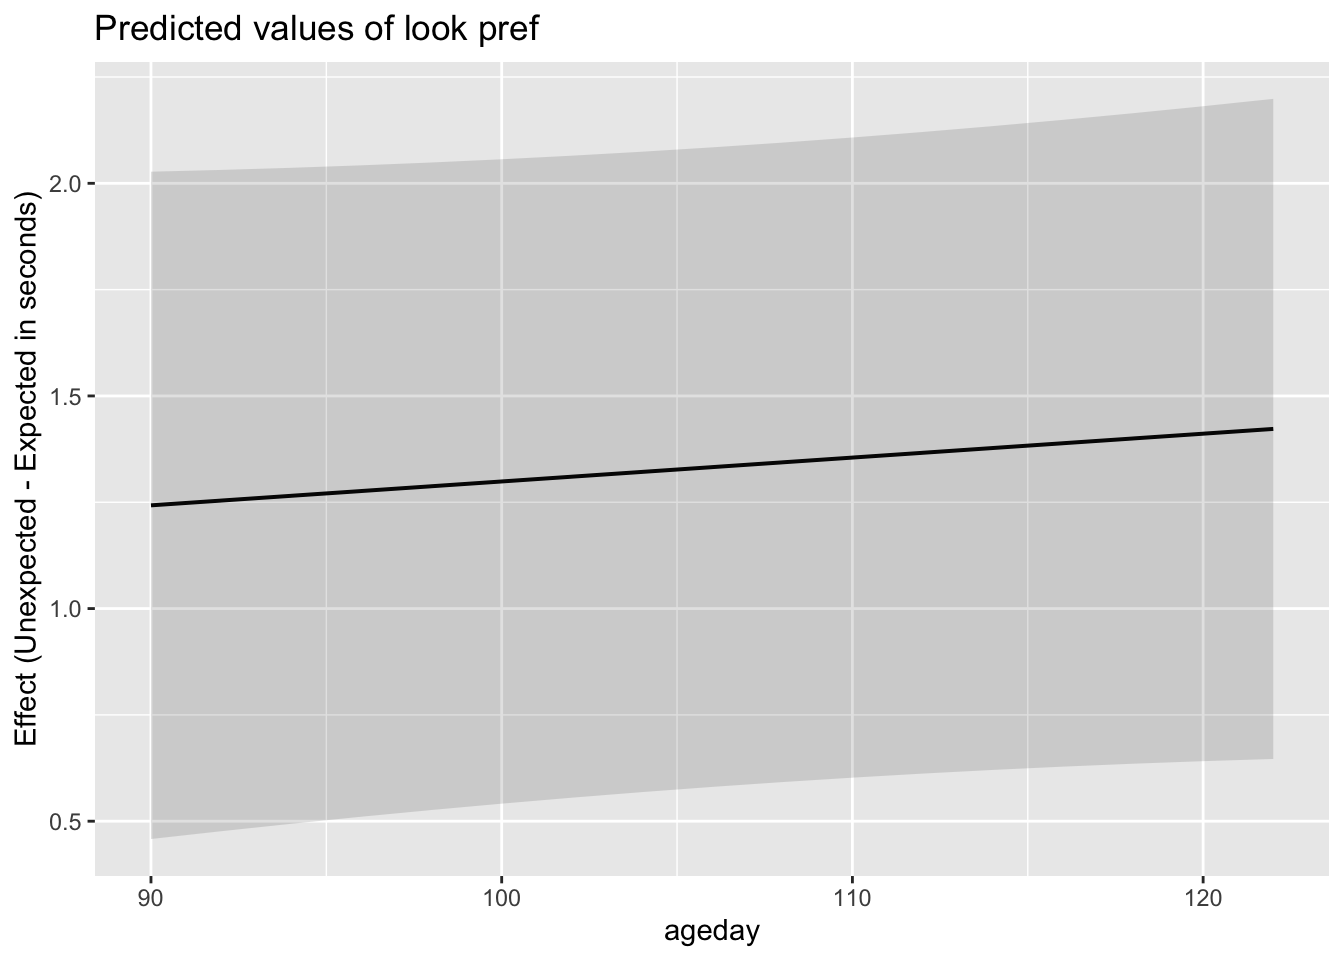 Predicted values of look pref
Effect (Unexpected - Expected in seconds)
2.0
1.5
1.0
0.5
90
100
110
120
ageday